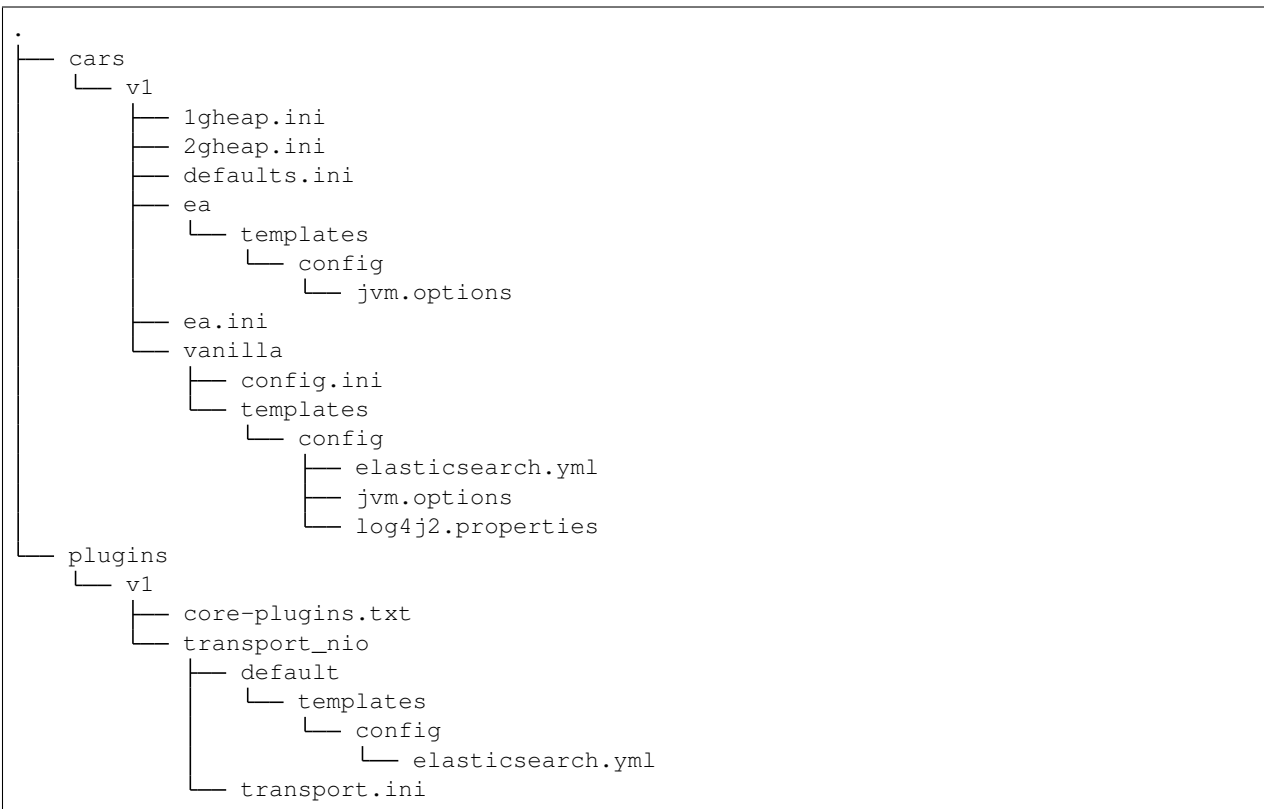 .
├── cars
│   └── v1
│       ├── 1gheap.ini
│       ├── 2gheap.ini
│       ├── defaults.ini
│       ├── ea
│       │   └── templates
│       │       └── config
│       │           └── jvm.options
│       ├── ea.ini
│       └── vanilla
│           ├── config.ini
│           └── templates
│               └── config
│                   ├── elasticsearch.yml
│                   ├── jvm.options
│                   └── log4j2.properties
└── plugins
    └── v1
        ├── core-plugins.txt
        └── transport_nio
            ├── default
            │   └── templates
            │       └── config
            │           └── elasticsearch.yml
            └── transport.ini